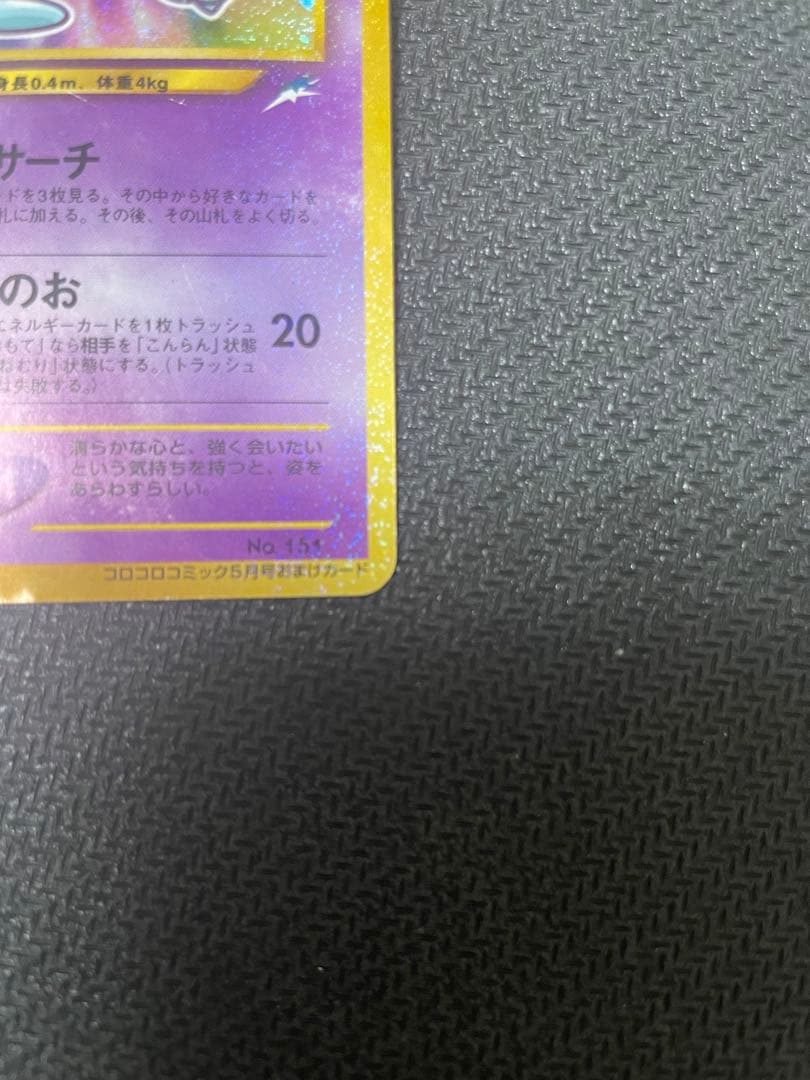 身長0.4m、体重4kg
サーチ
ードを3枚見る。その中から好きなカードを
札に加える。その後、その山札をよく切る。
のお
エネルギーカードを1枚トラッシュ
もて」なら相手を「こんらん」状態
おむり」状態にする。(トラッシュ
は失敗する。)
20
清らかな心と、強く会いたい
という気持ちを持つと、姿を
あらわすらしい。
No. 151
コロコロコミック5月号おまけカード